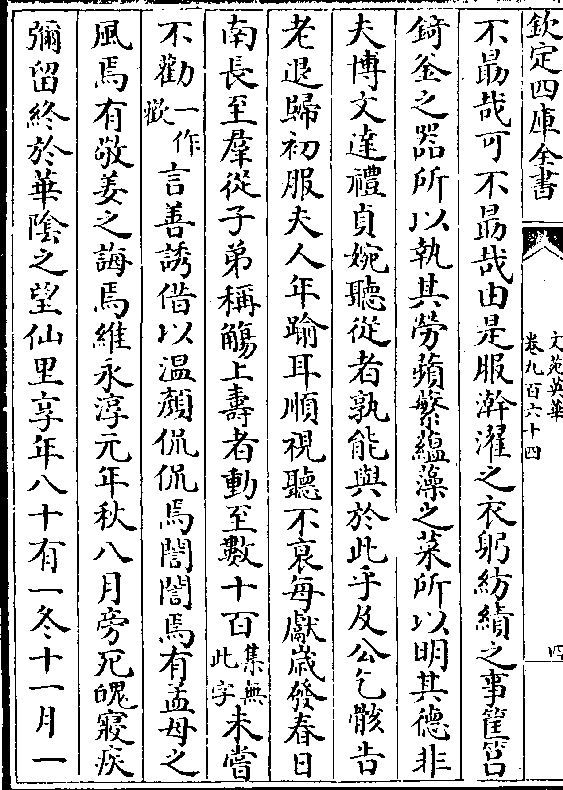 欽定四庫全書
文苑英華
卷九百六十四
四
不勗哉可不勗哉由是服澣濯之衣躬紡績之事筐筥
錡釜之器所以執其勞蘋蘩蘊藻之菜所以明其德非
夫博文達禮貞婉聽從者孰能與於此乎及公乞骸告
老退歸初服夫人年踰耳順視聽不衰每獻歲發春日
南長至羣從子弟稱觴上壽者動至數十百集無此字未嘗
不勸一作歡言善誘借以温顔侃侃焉誾誾焉有孟母之
風焉有敬姜之誨焉維永淳元年秋八月旁死魄寢疾
彌留終於華陰之望仙里享年八十有一冬十一月一